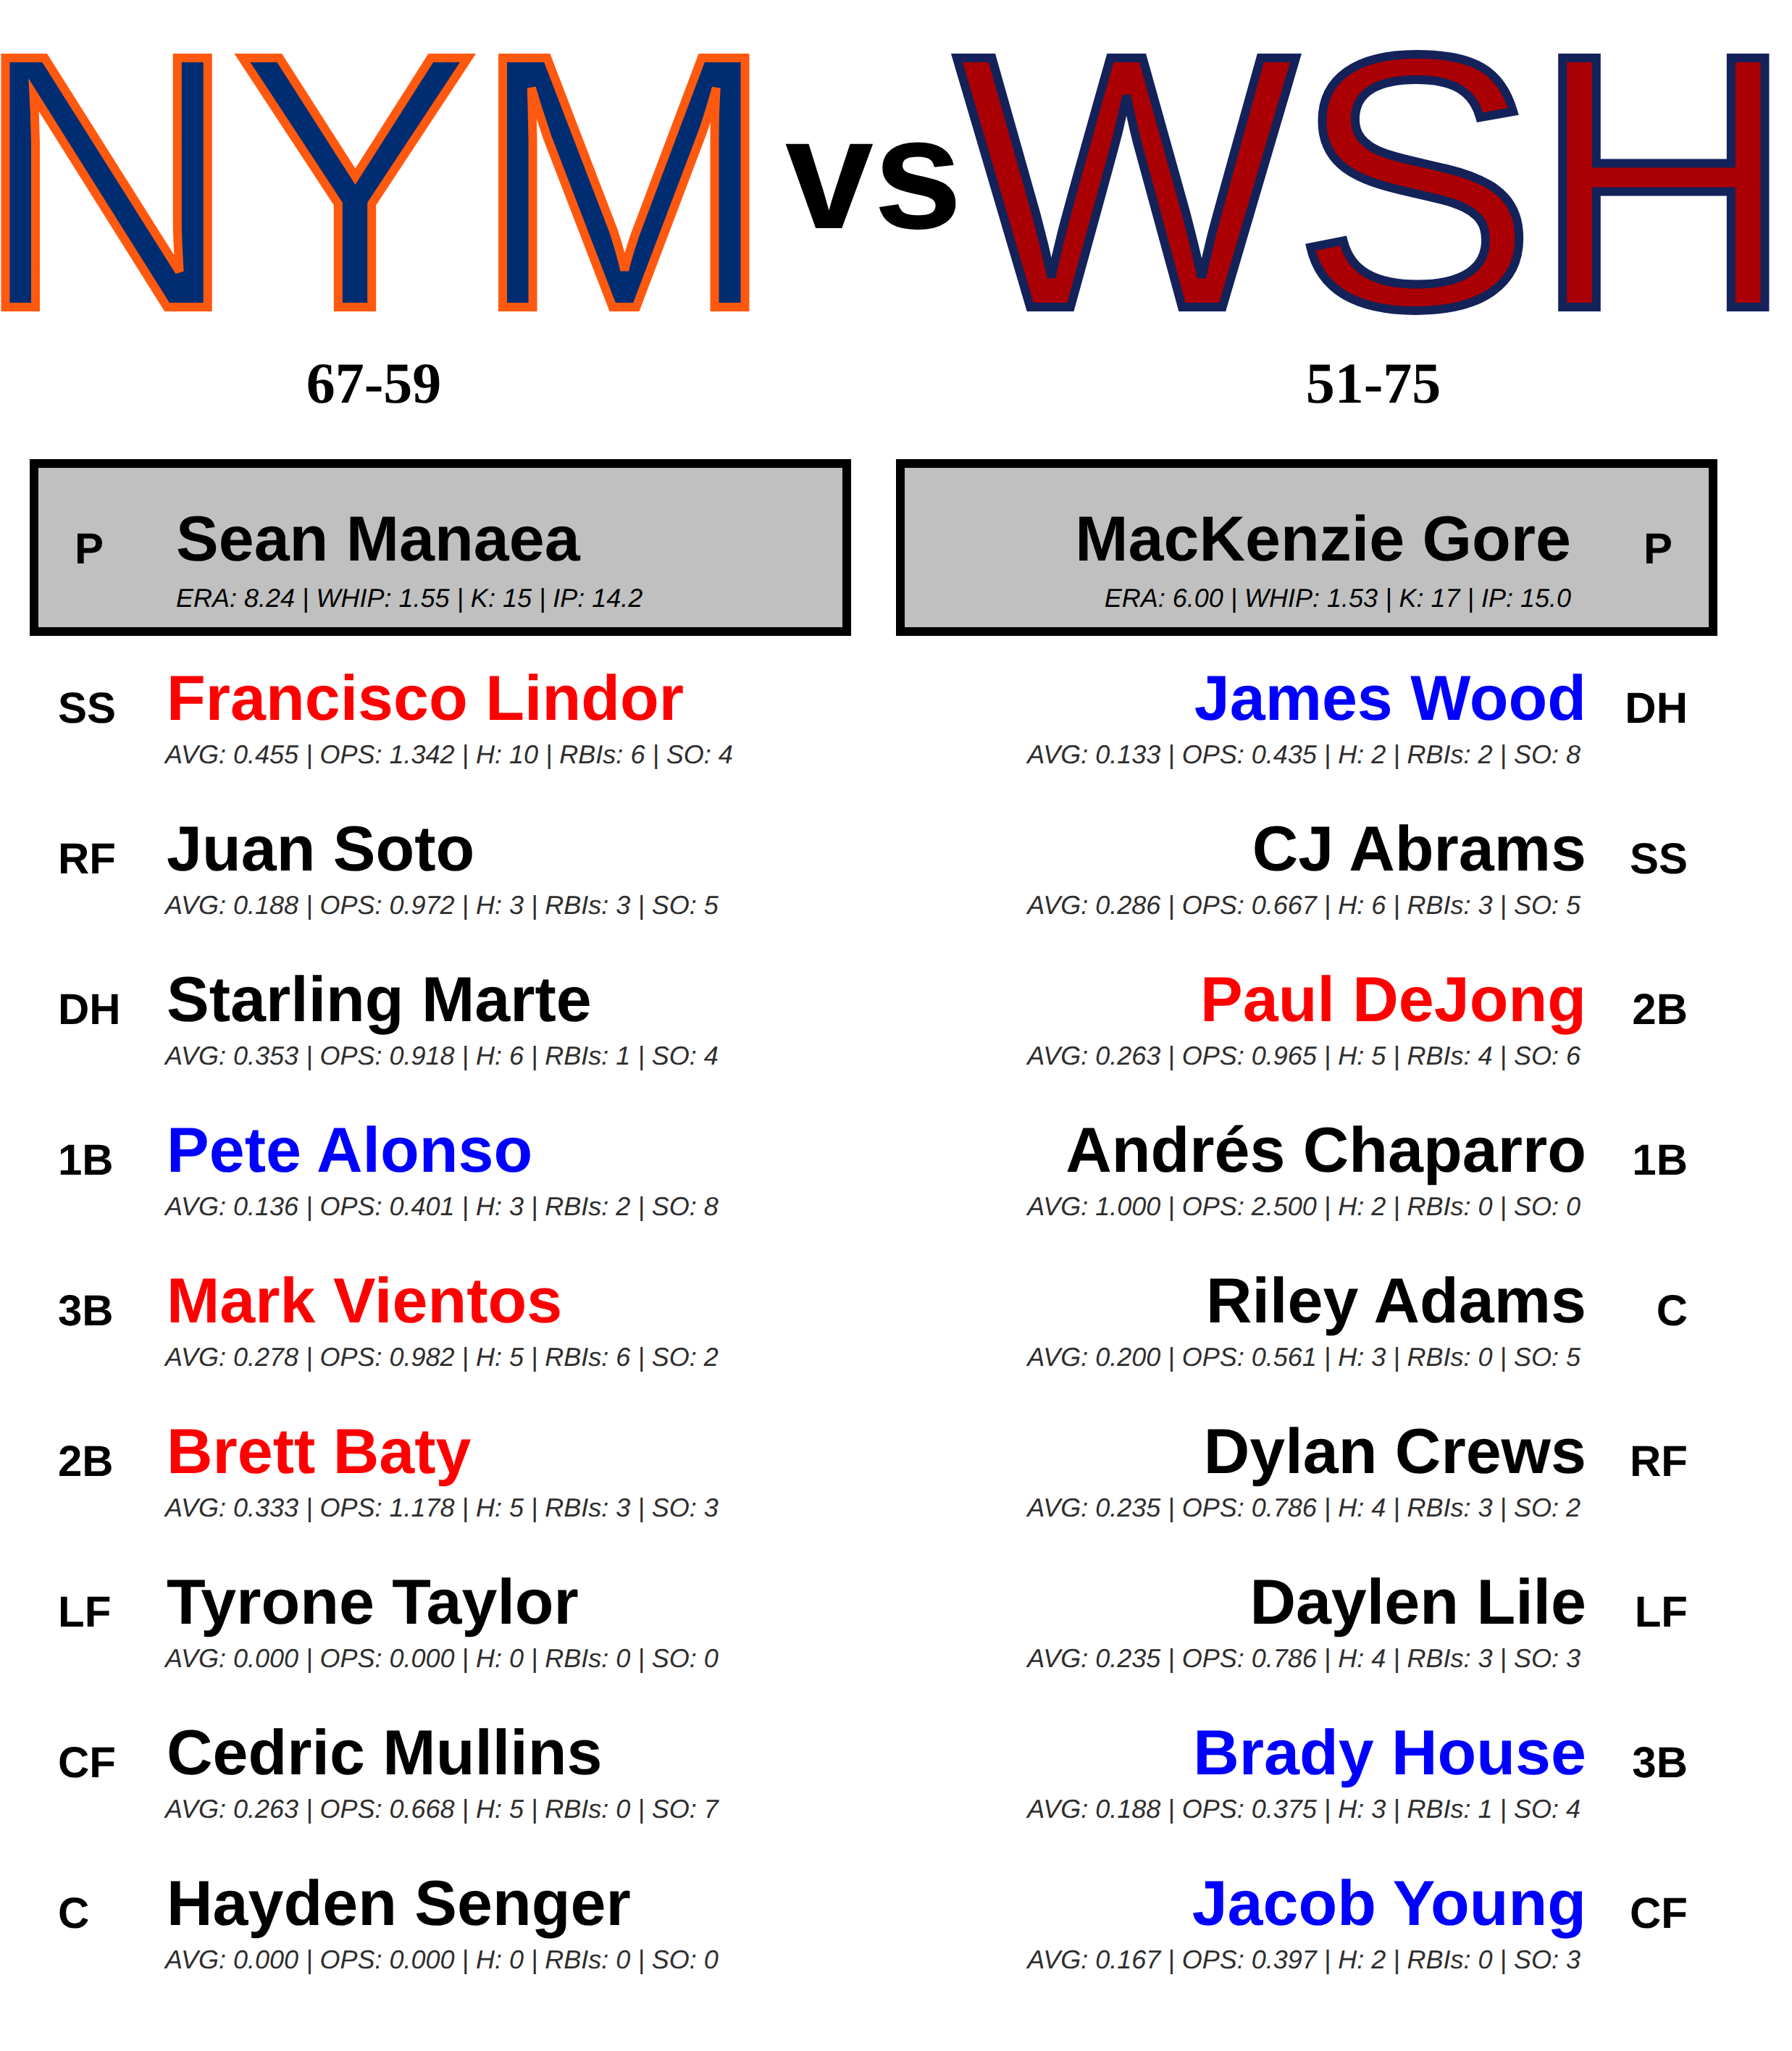 NYM vs WSH
67-59
51-75
P Sean Manaea
ERA: 8.24 | WHIP: 1.55 | K: 15 | IP: 14.2
MacKenzie Gore P
ERA: 6.00 | WHIP: 1.53 | K: 17 | IP: 15.0
SS Francisco Lindor
AVG: 0.455 | OPS: 1.342 | H: 10 | RBIs: 6 | SO: 4
RF Juan Soto
AVG: 0.188 | OPS: 0.972 | H: 3 | RBIs: 3 | SO: 5
DH Starling Marte
AVG: 0.353 | OPS: 0.918 | H: 6 | RBIs: 1 | SO: 4
1B Pete Alonso
AVG: 0.136 | OPS: 0.401 | H: 3 | RBIs: 2 | SO: 8
3B Mark Vientos
AVG: 0.278 | OPS: 0.982 | H: 5 | RBIs: 6 | SO: 2
2B Brett Baty
AVG: 0.333 | OPS: 1.178 | H: 5 | RBIs: 3 | SO: 3
LF Tyrone Taylor
AVG: 0.000 | OPS: 0.000 | H: 0 | RBIs: 0 | SO: 0
CF Cedric Mullins
AVG: 0.263 | OPS: 0.668 | H: 5 | RBIs: 0 | SO: 7
C Hayden Senger
AVG: 0.000 | OPS: 0.000 | H: 0 | RBIs: 0 | SO: 0
James Wood DH
AVG: 0.133 | OPS: 0.435 | H: 2 | RBIs: 2 | SO: 8
CJ Abrams SS
AVG: 0.286 | OPS: 0.667 | H: 6 | RBIs: 3 | SO: 5
Paul DeJong 2B
AVG: 0.263 | OPS: 0.965 | H: 5 | RBIs: 4 | SO: 6
Andrés Chaparro 1B
AVG: 1.000 | OPS: 2.500 | H: 2 | RBIs: 0 | SO: 0
Riley Adams C
AVG: 0.200 | OPS: 0.561 | H: 3 | RBIs: 0 | SO: 5
Dylan Crews RF
AVG: 0.235 | OPS: 0.786 | H: 4 | RBIs: 3 | SO: 2
Daylen Lile LF
AVG: 0.235 | OPS: 0.786 | H: 4 | RBIs: 3 | SO: 3
Brady House 3B
AVG: 0.188 | OPS: 0.375 | H: 3 | RBIs: 1 | SO: 4
Jacob Young CF
AVG: 0.167 | OPS: 0.397 | H: 2 | RBIs: 0 | SO: 3